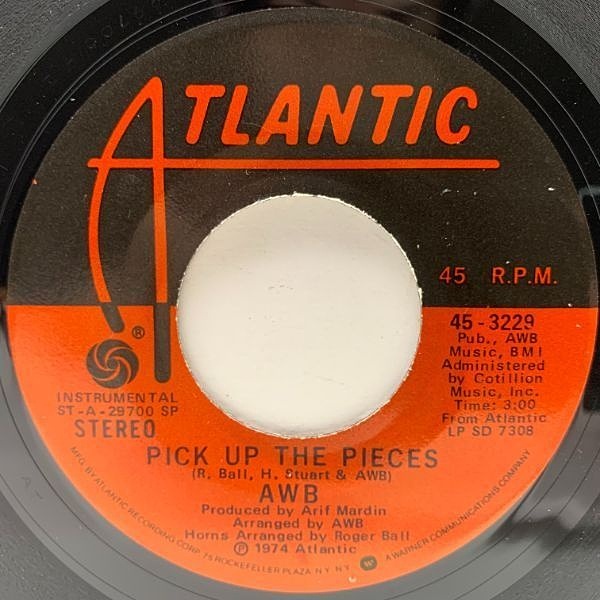 ATLANTIC
45 R.P.M.
®
45-3229
Pub., AWB
Music, BMI
Administered
by Cotillion
Music, Inc.
Time: 3:00
From Atlantic
LP SD 7308
INSTRUMENTAL
ST-A-29700 SP
STEREO
PICK UP THE PIECES
(R. Ball, H. Stuart & AWB)
AWB
Produced by Arif Mardin
Arranged by AWB
Horns Arranged by Roger Ball
℗ 1974 Atlantic
MFG. BY ATLANTIC RECORDING CORP. 75 ROCKEFELLER PLAZA, N.Y. N.Y. W A WARNER COMMUNICATIONS COMPANY